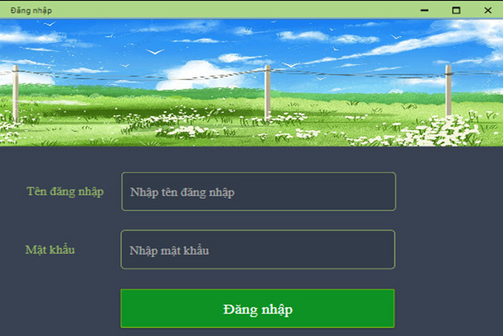 Đăng nhập
Tên đăng nhập
Nhập tên đăng nhập
Mật khẩu
Nhập mật khẩu
Đăng nhập